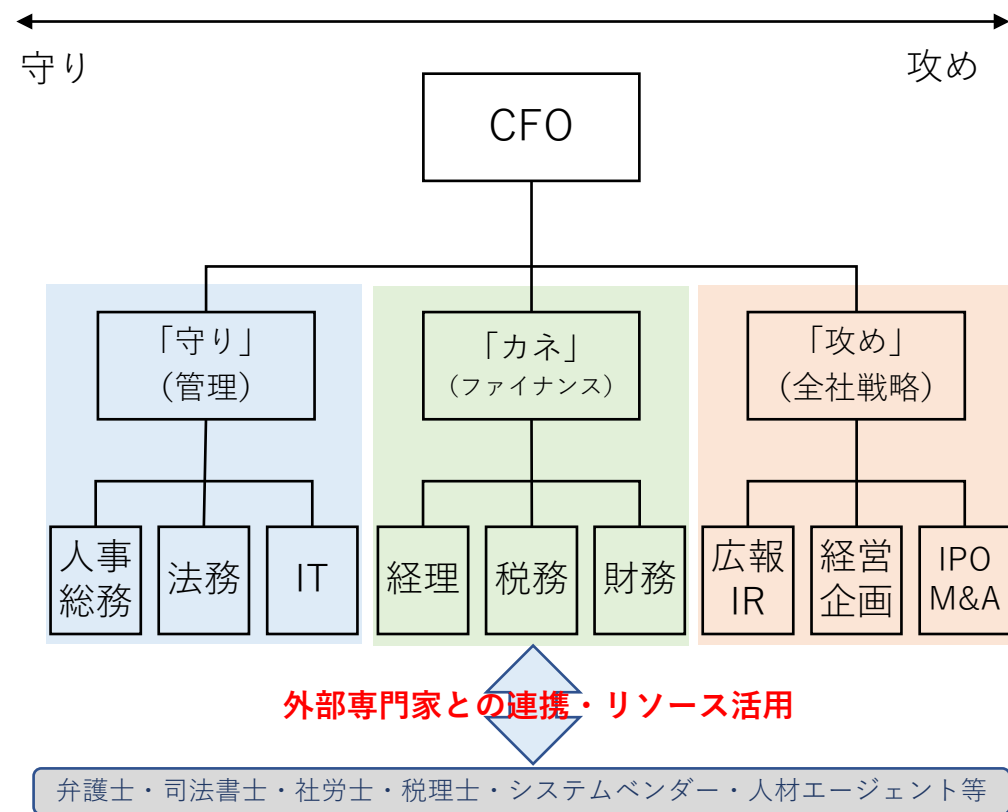 守り
攻め
CFO
「守り」
（管理）
「カネ」
（ファイナンス）
「攻め」
（全社戦略）
人事
総務
法務
IT
経理
税務
財務
広報
IR
経営
企画
IPO
M&A
外部専門家との連携・リソース活用
弁護士・司法書士・社労士・税理士・システムベンダー・人材エージェント等